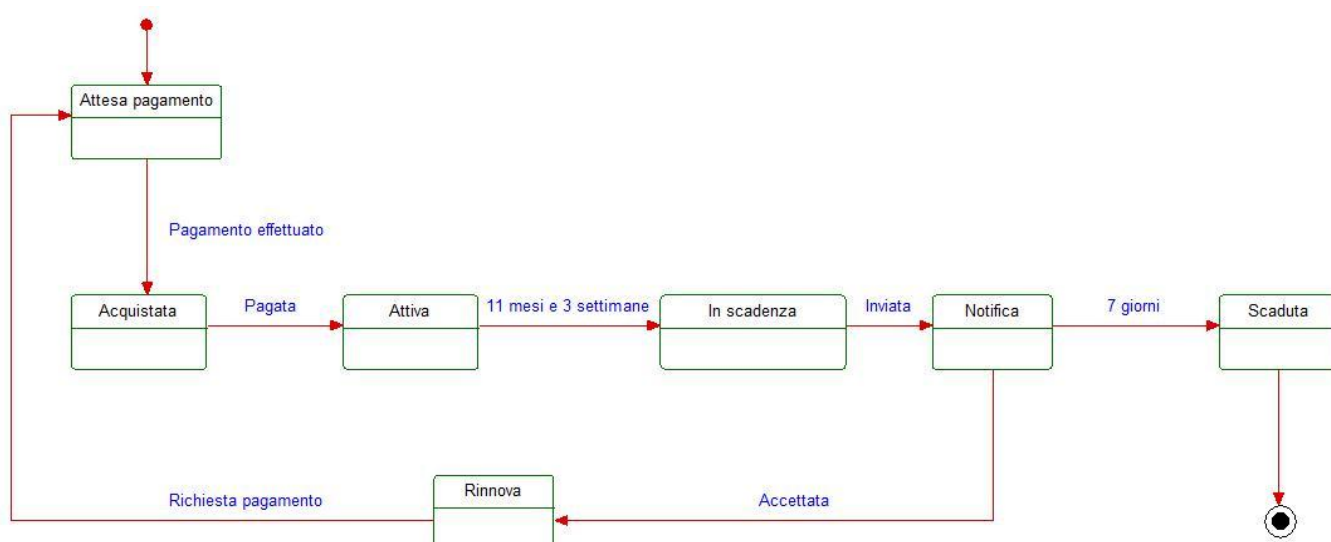 Attesa pagamento
Pagamento effettuato
Acquistata
Pagata
Attiva
11 mesi e 3 settimane
In scadenza
Inviata
Notifica
7 giorni
Scaduta
Richiesta pagamento
Rinnova
Accettata